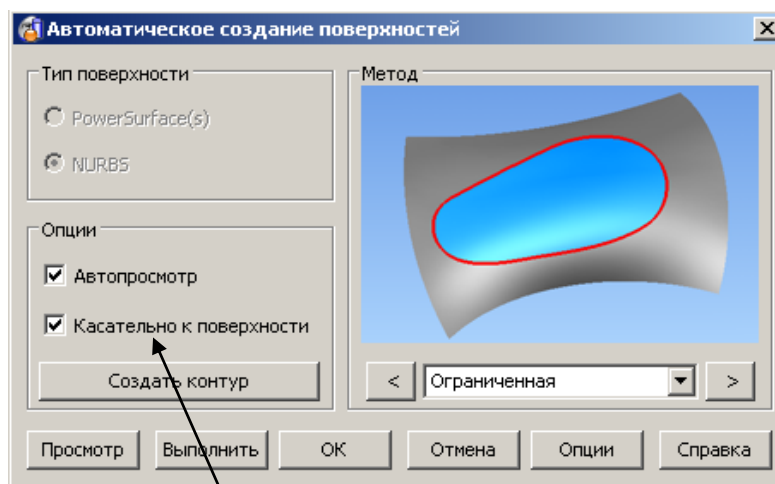 Автоматическое создание поверхностей
Тип поверхности
PowerSurface(s)
NURBS
Опции
Автопросмотр
Касательно к поверхности
Создать контур
Метод
< Ограниченная >
Просмотр Выполнить ОК Отмена Опции Справка